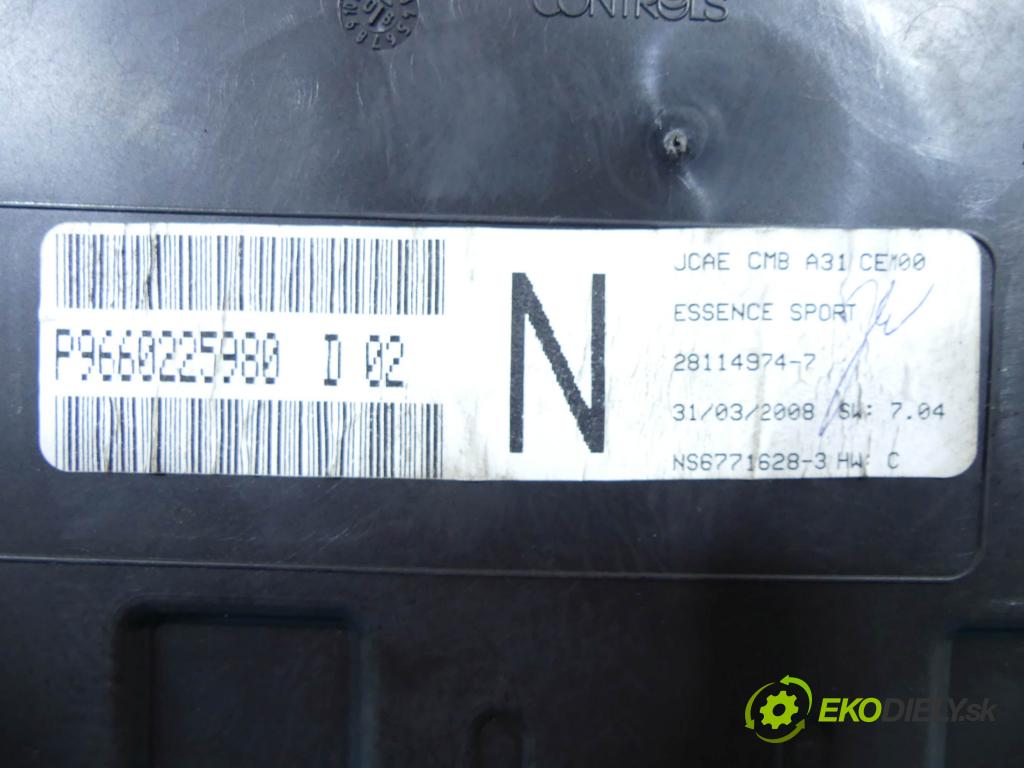 CONTROLS
P9660225980 D 02
N
JCAE CMB A31 CEM00
ESSENCE SPORT
28114974-7
31/03/2008 SW: 7.04
NS6771628-3 HW: C
EKODIELY.sk